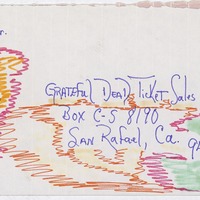 r.
GRATEFUL DEAD TICKET SALES
BOX C-S 8190
SAN RAFAEL, Ca.